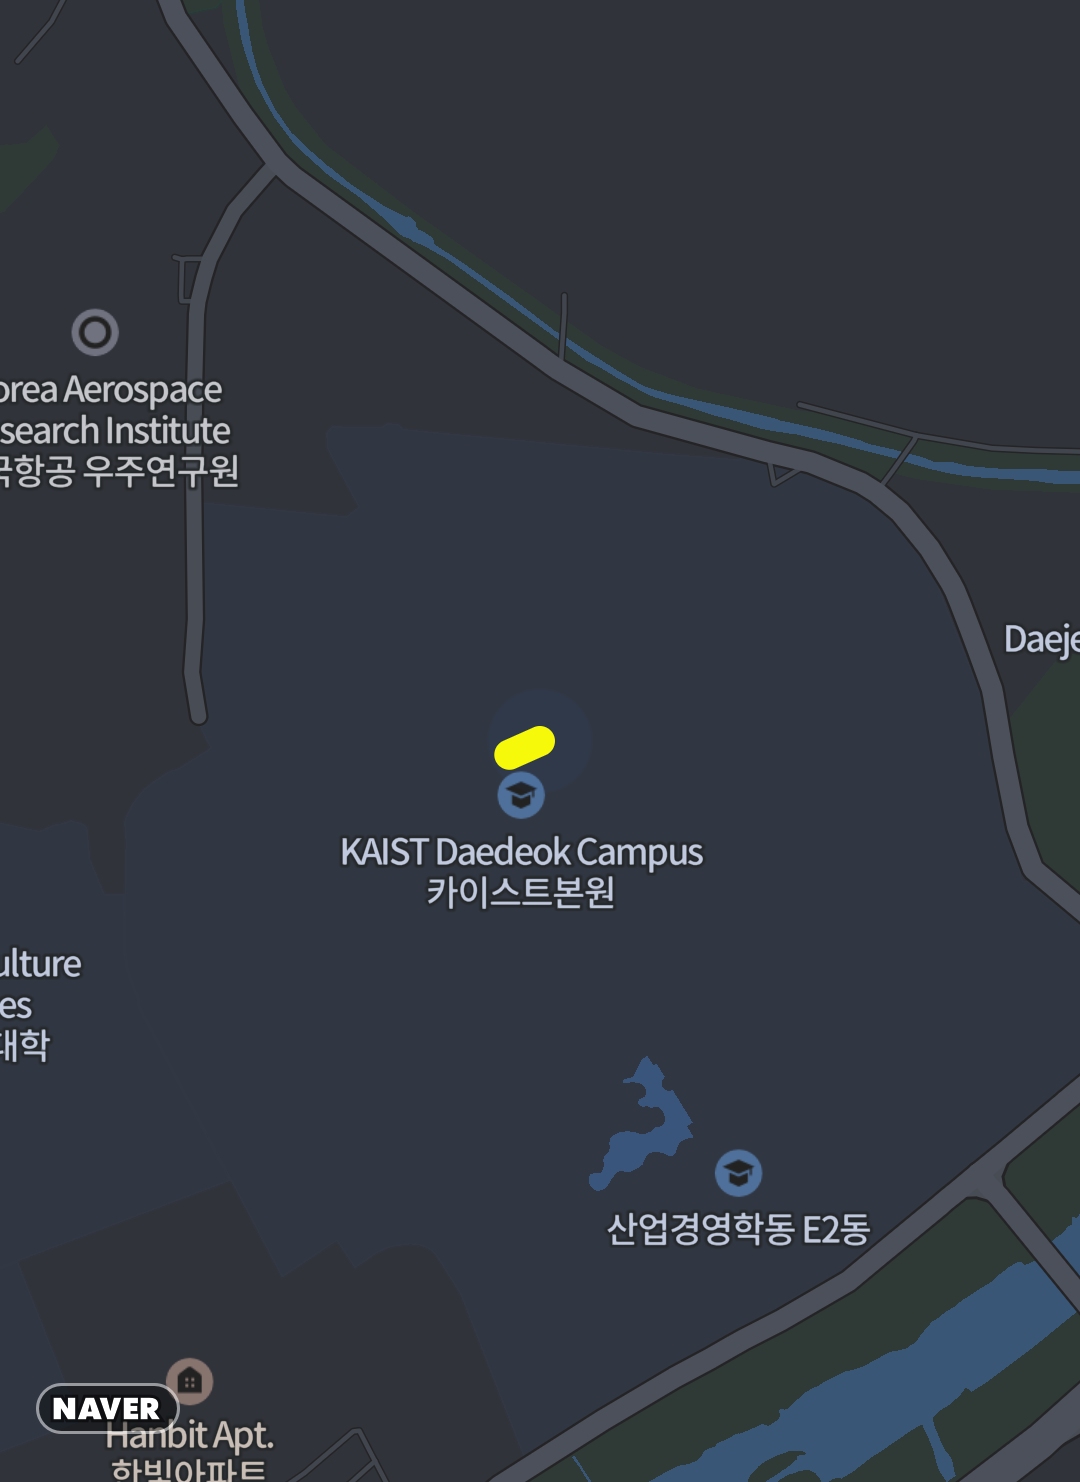 orea Aerospace
search Institute
국항공 우주연구원
Daeje
KAIST Daedeok Campus
카이스트본원
ulture
es
대학
산업경영학동 E2동
NAVER
Hanbit Apt.
한빛아파트